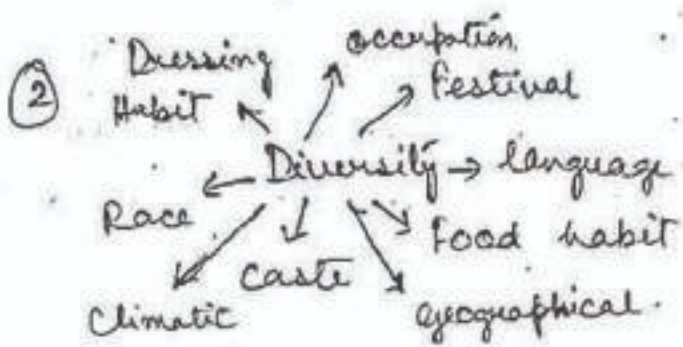 2
Dressing
Habit
occupation
Festival
Diversity → language
Race
Food habit
Caste
Climatic
geographical.